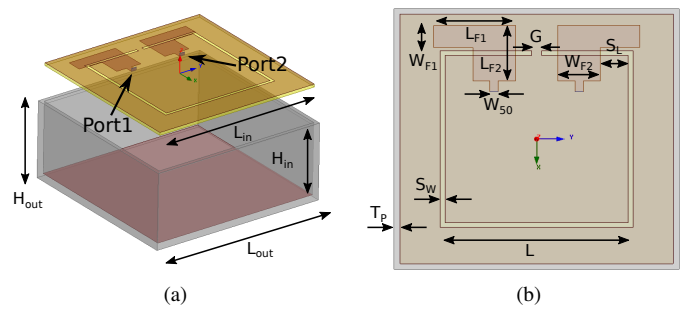 Port1
Port2
L_in
H_in
H_out
L_out
(a)
L_F1
G
S_L
W_F1
L_F2
W_F2
W_50
X
Y
S_W
T_P
L
(b)